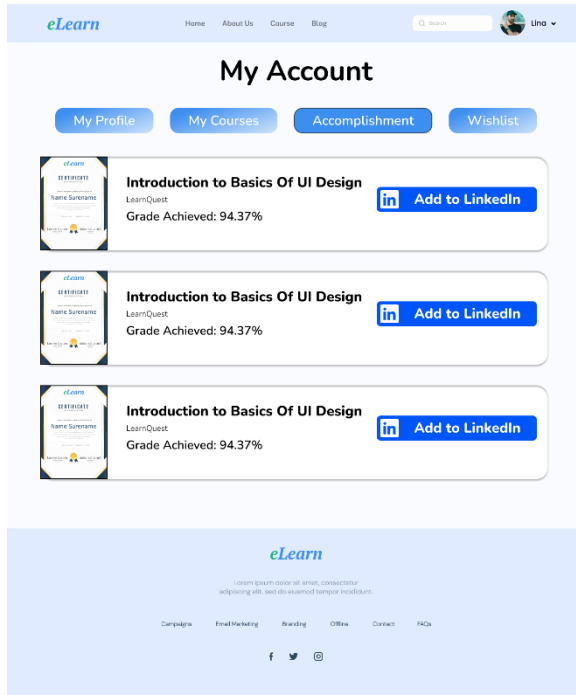 eLearn
Home About Us Course Blog
Search
Lina
My Account
My Profile My Courses Accomplishment Wishlist
eLearn
CERTIFICATE
Name Surename
Introduction to Basics Of UI Design
LearnQuest
Grade Achieved: 94.37%
in Add to LinkedIn
eLearn
CERTIFICATE
Name Surename
Introduction to Basics Of UI Design
LearnQuest
Grade Achieved: 94.37%
in Add to LinkedIn
eLearn
CERTIFICATE
Name Surename
Introduction to Basics Of UI Design
LearnQuest
Grade Achieved: 94.37%
in Add to LinkedIn
eLearn
Lorem ipsum dolor sit amet, consectetur
adipiscing elit, sed do eiusmod tempor incididunt.
Campaigns Email Marketing Branding Offline Contact FAQs